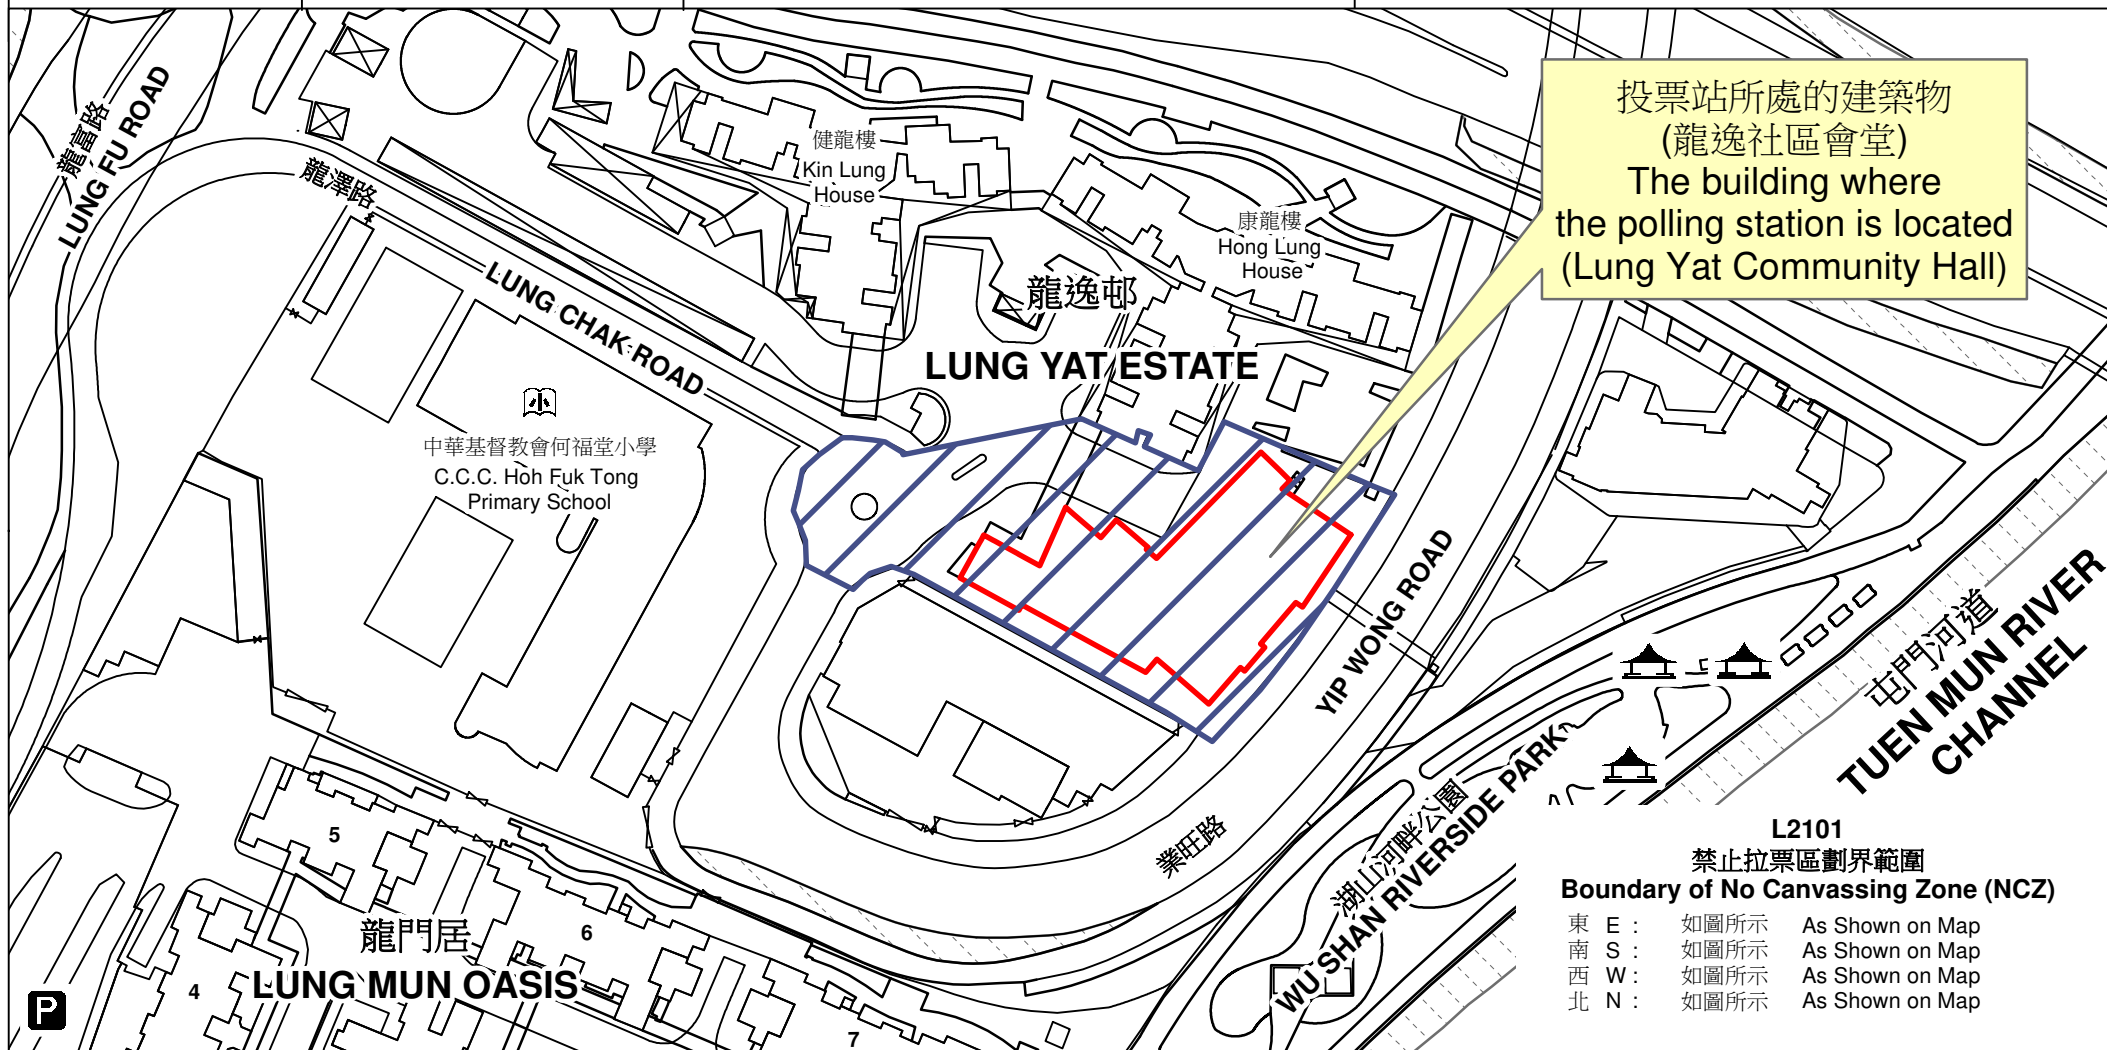 龍富路
LUNG FU ROAD
龍澤路
LUNG CHAK ROAD
健龍樓
Kin Lung
House
康龍樓
Hong Lung
House
龍逸邨
LUNG YAT ESTATE
投票站所處的建築物
(龍逸社區會堂)
The building where
the polling station is located
(Lung Yat Community Hall)
小
中華基督教會何福堂小學
C.C.C. Hoh Fuk Tong
Primary School
YIP WONG ROAD
業旺路
屯門河道
TUEN MUN RIVER
CHANNEL
湖山河畔公園
WU SHAN RIVERSIDE PARK
5
6
4
7
龍門居
LUNG MUN OASIS
P
L2101
禁止拉票區劃界範圍
Boundary of No Canvassing Zone (NCZ)
東 E : 如圖所示 As Shown on Map
南 S : 如圖所示 As Shown on Map
西 W : 如圖所示 As Shown on Map
北 N : 如圖所示 As Shown on Map